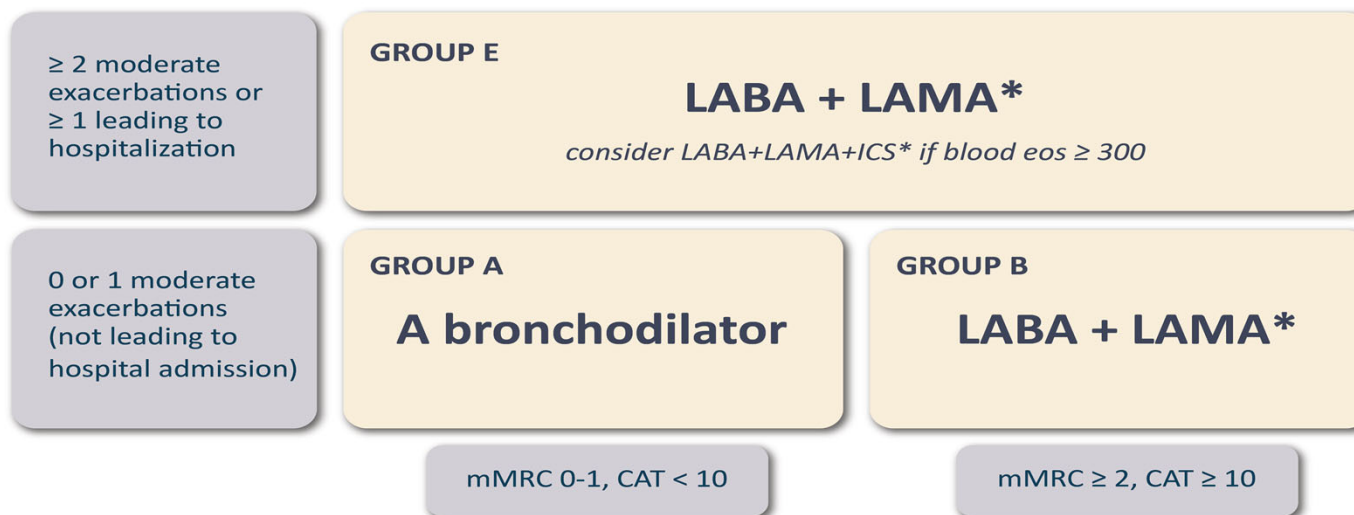 ≥ 2 moderate
exacerbations or
≥ 1 leading to
hospitalization
GROUP E
LABA + LAMA*
consider LABA+LAMA+ICS* if blood eos ≥ 300
0 or 1 moderate
exacerbations
(not leading to
hospital admission)
GROUP A
A bronchodilator
GROUP B
LABA + LAMA*
mMRC 0-1, CAT < 10
mMRC ≥ 2, CAT ≥ 10